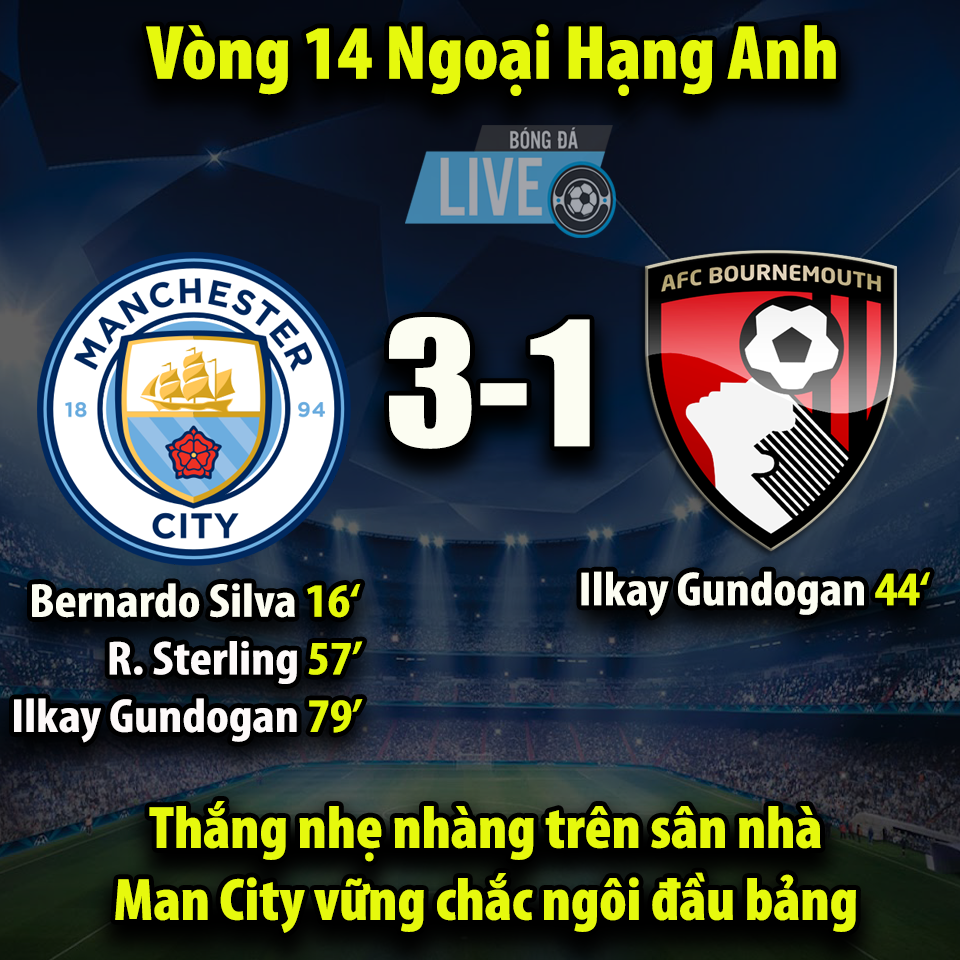 Vòng 14 Ngoại Hạng Anh
BÓNG ĐÁ
LIVE
MANCHESTER
18 94
CITY
3-1
AFC BOURNEMOUTH
Bernardo Silva 16‘
R. Sterling 57’
Ilkay Gundogan 79’
Ilkay Gundogan 44‘
Thắng nhẹ nhàng trên sân nhà
Man City vững chắc ngôi đầu bảng